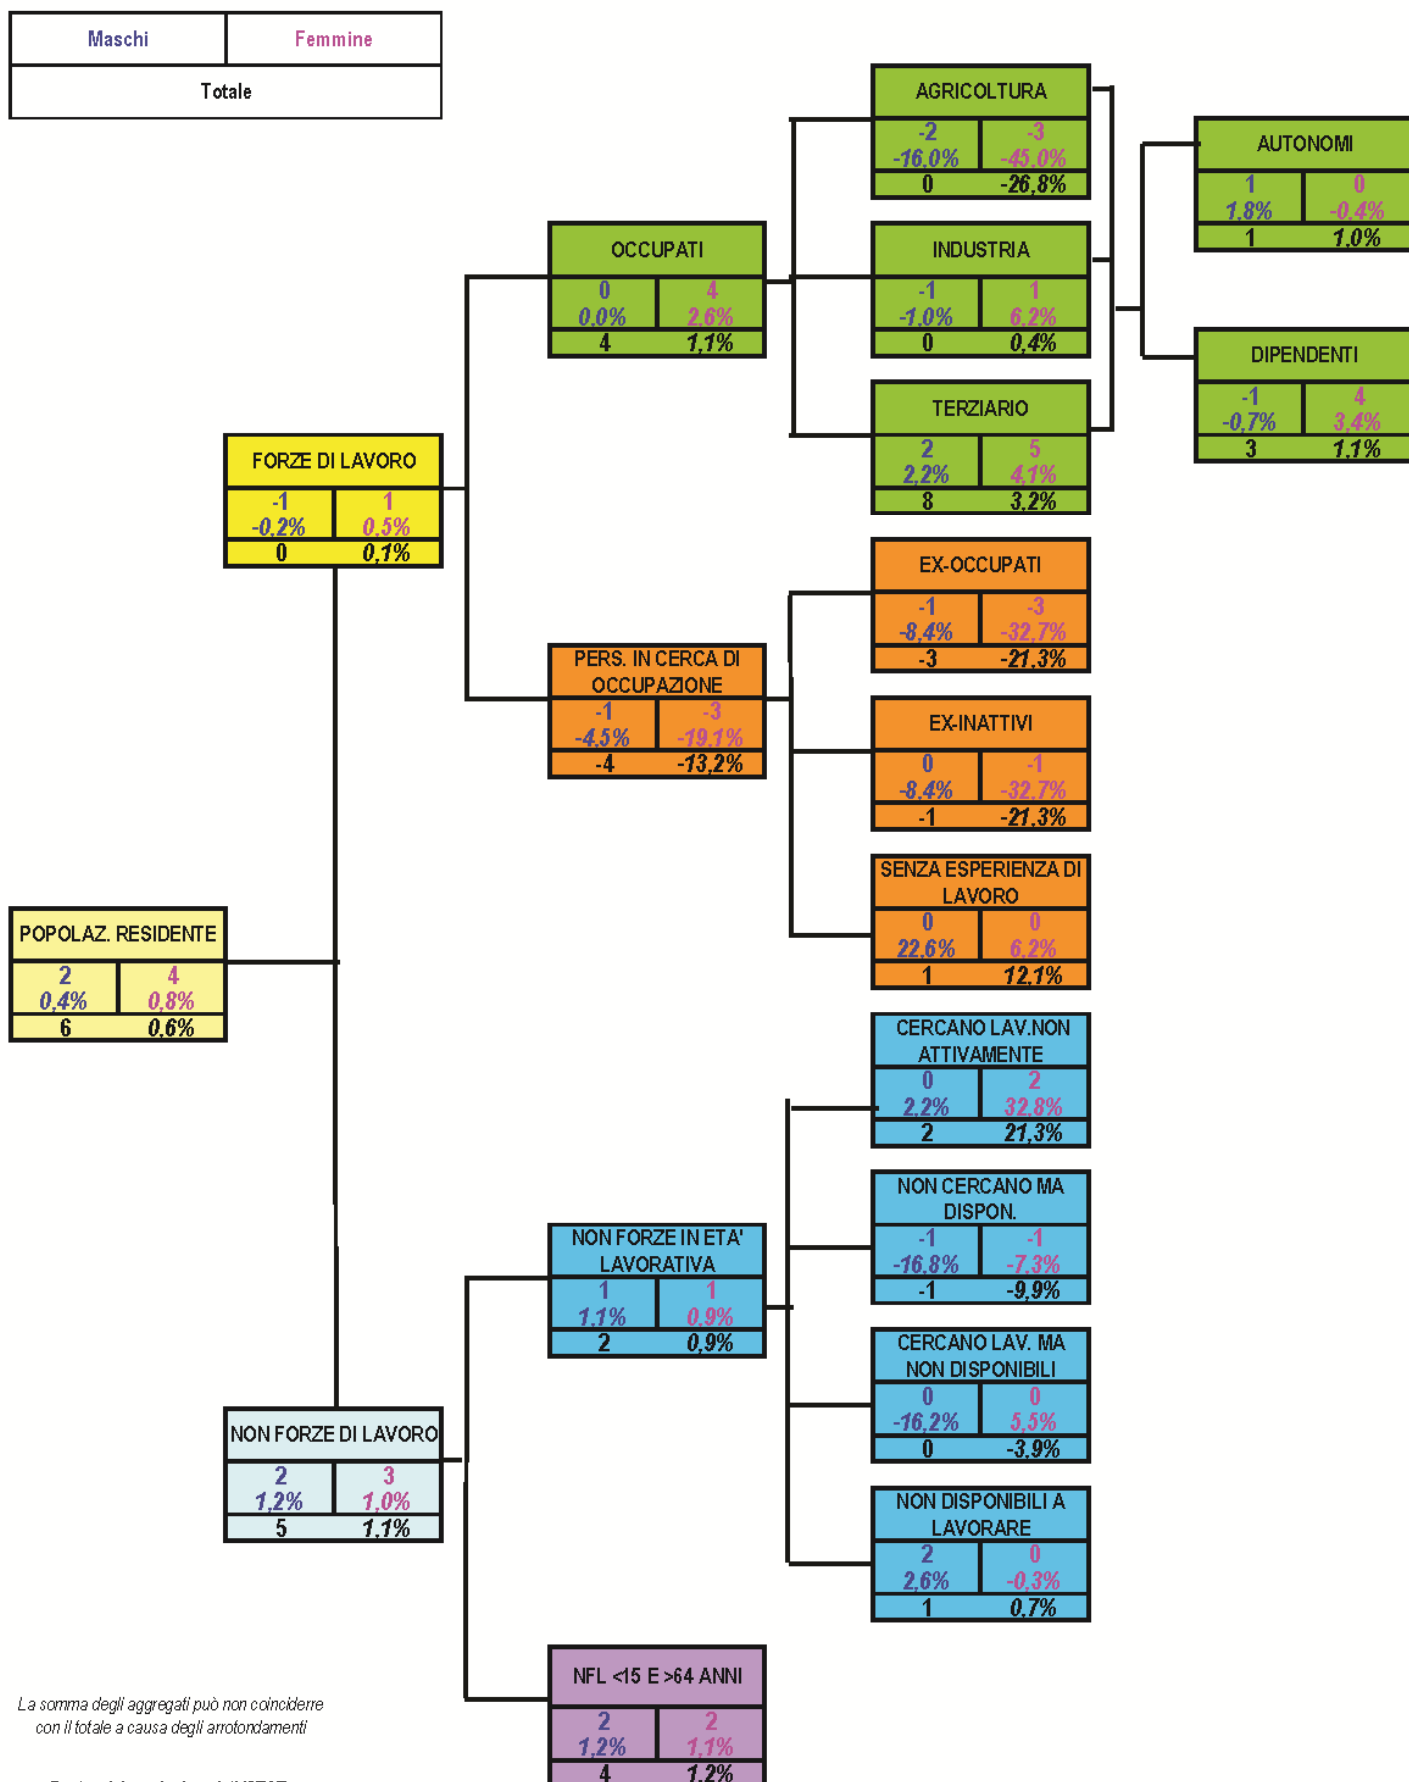 Maschi Femmine
Totale
AGRICOLTURA
-2 -3
-16,0% -45,0%
0 -26,8%
AUTONOMI
1 0
1,8% -0,4%
1 1,0%
OCCUPATI
0 4
0,0% 2,6%
4 1,1%
INDUSTRIA
-1 1
-1,0% 6,2%
0 0,4%
DIPENDENTI
-1 4
-0,7% 3,4%
3 1,1%
TERZIARIO
2 5
2,2% 4,1%
8 3,2%
FORZE DI LAVORO
-1 1
-0,2% 0,5%
0 0,1%
EX-OCCUPATI
-1 -3
-8,4% -32,7%
-3 -21,3%
PERS. IN CERCA DI
OCCUPAZIONE
-1 -3
-4,5% -19,1%
-4 -13,2%
EX-INATTIVI
0 -1
-8,4% -32,7%
-1 -21,3%
SENZA ESPERIENZA DI
LAVORO
0 0
22,6% 6,2%
1 12,1%
POPOLAZ. RESIDENTE
2 4
0,4% 0,8%
6 0,6%
CERCANO LAV.NON
ATTIVAMENTE
0 2
2,2% 32,8%
2 21,3%
NON CERCANO MA
DISPON.
-1 -1
-16,8% -7,3%
-1 -9,9%
NON FORZE IN ETA'
LAVORATIVA
1 1
1,1% 0,9%
2 0,9%
CERCANO LAV. MA
NON DISPONIBILI
0 0
-16,2% 5,5%
0 -3,9%
NON FORZE DI LAVORO
2 3
1,2% 1,0%
5 1,1%
NON DISPONIBILI A
LAVORARE
2 0
2,6% -0,3%
1 0,7%
NFL <15 E >64 ANNI
2 2
1,2% 1,1%
4 1,2%
La somma degli aggregati può non coinciderre
con il totale a causa degli arrotondamenti